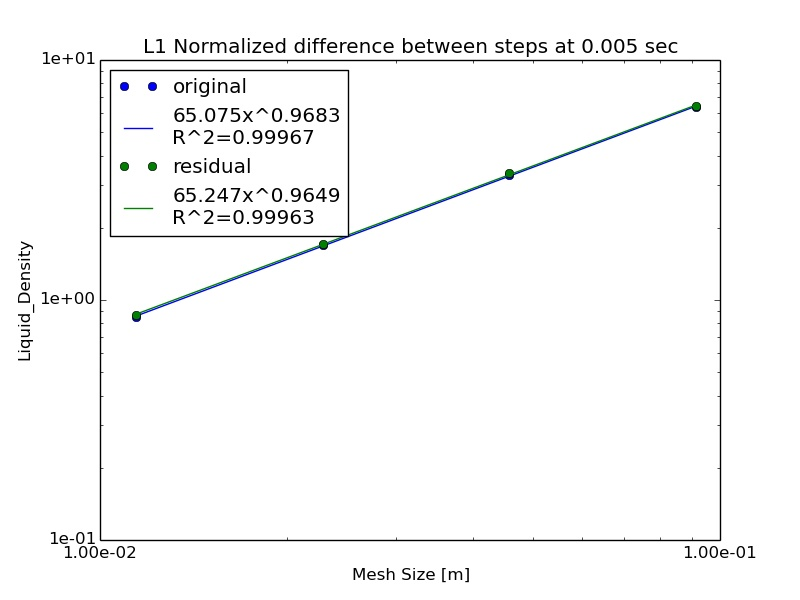 L1 Normalized difference between steps at 0.005 sec
1e+01
original
65.075x^0.9683
R^2=0.99967
residual
65.247x^0.9649
R^2=0.99963
Liquid_Density
1e+00
1e-01
1.00e-02
1.00e-01
Mesh Size [m]